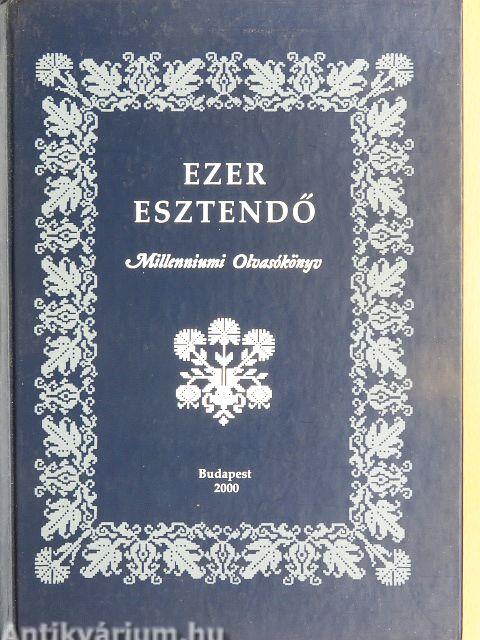 EZER
ESZTENDŐ
Millenniumi Olvasókönyv
Budapest
2000
Antikvárium.hu